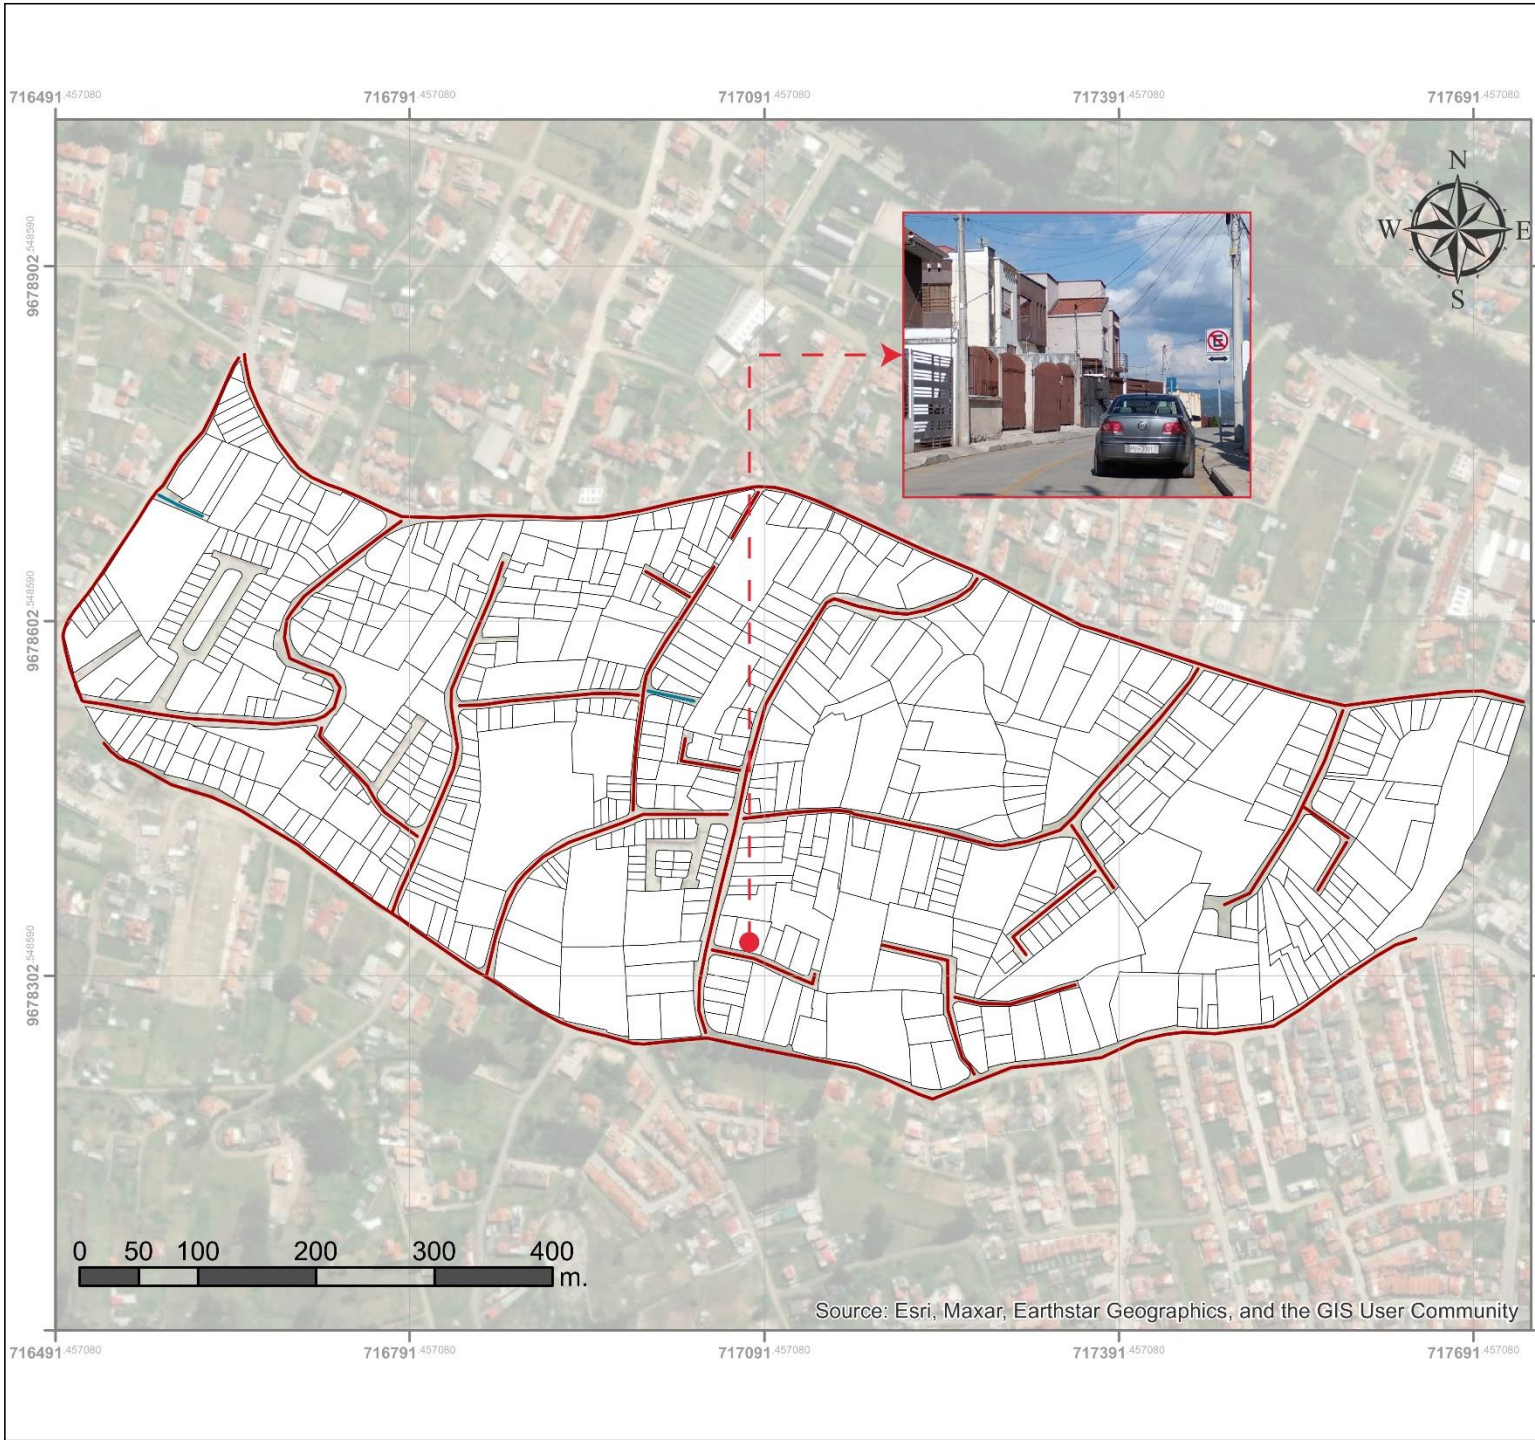 716491.457080 716791.457080 717091.457080 717391.457080 717691.457080
9678902.548590
9678602.548590
9678302.548590
N
W E
S
E
0 50 100 200 300 400
m.
Source: Esri, Maxar, Earthstar Geographics, and the GIS User Community
716491.457080 716791.457080 717091.457080 717391.457080 717691.457080